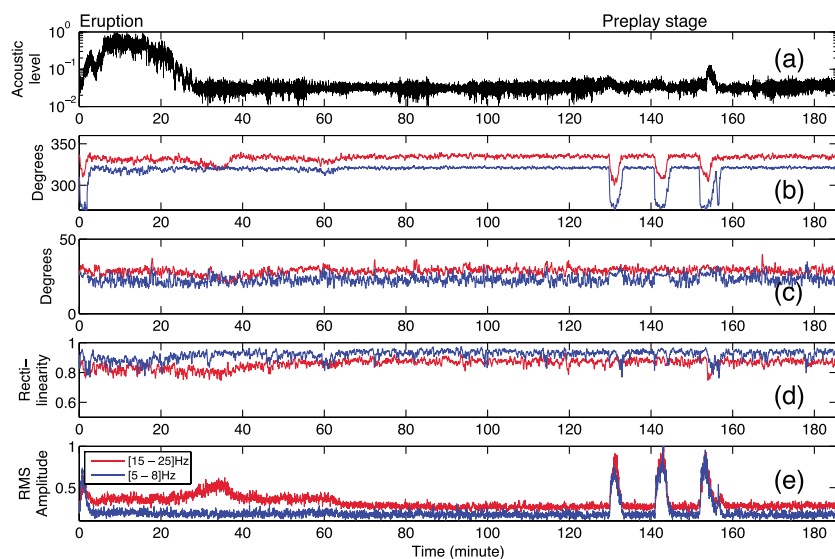 Eruption Preplay stage
10⁰
10⁻¹
10⁻²
Acoustic
level
(a)
0 20 40 60 80 100 120 140 160 180
350
300
Degrees
(b)
0 20 40 60 80 100 120 140 160 180
50
0
Degrees
(c)
0 20 40 60 80 100 120 140 160 180
1
0.8
0.6
Recti–
linearity
(d)
0 20 40 60 80 100 120 140 160 180
1
0.5
RMS
Amplitude
[15 – 25]Hz
[5 – 8]Hz
(e)
0 20 40 60 80 100 120 140 160 180
Time (minute)